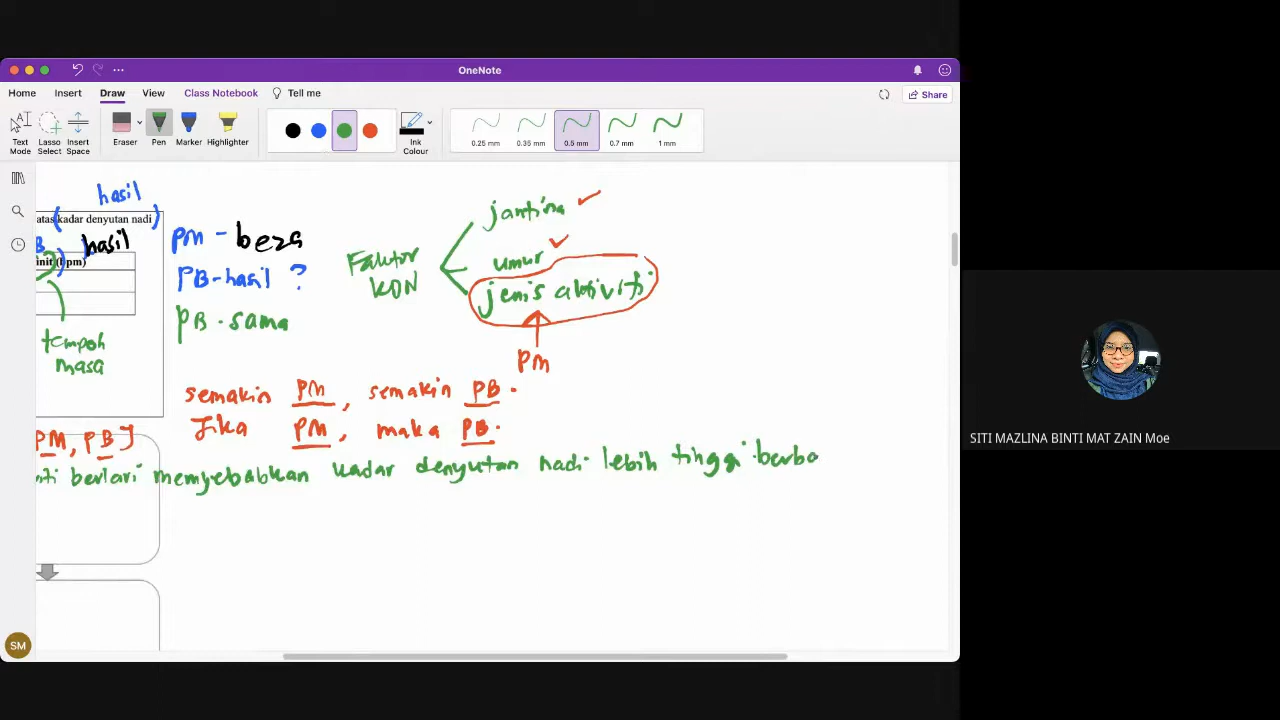 OneNote
Home Insert Draw View Class Notebook Tell me
Share
Text Mode
Lasso Select
Insert Space
Eraser
Pen
Marker
Highlighter
Ink Colour
0.25 mm
0.35 mm
0.5 mm
0.7 mm
1 mm
hasil
atas kadar denyutan nadi
B hasil
init (bpm)
tempoh
masa
PM - beza
PB - hasil ?
PB - sama
Faktor
KDN
jantina
umur
jenis aktiviti
PM
semakin PM, semakin PB.
Jika PM, maka PB.
PM, PB]
berlari menyebabkan kadar denyutan nadi lebih tinggi berba
SM
SITI MAZLINA BINTI MAT ZAIN Moe